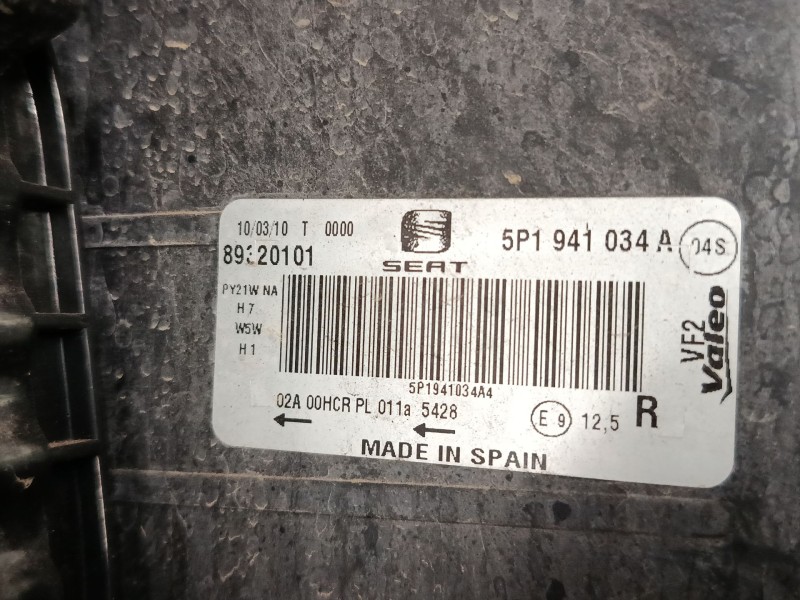 10/03/10 T 0000
89320101
SEAT
5P1 941 034 A
04S
PY21W NA
H7
W5W
H1
5P1941034A4
VF2
Valeo
02A 00HCR PL 011a 5428
E 9 12,5 R
MADE IN SPAIN